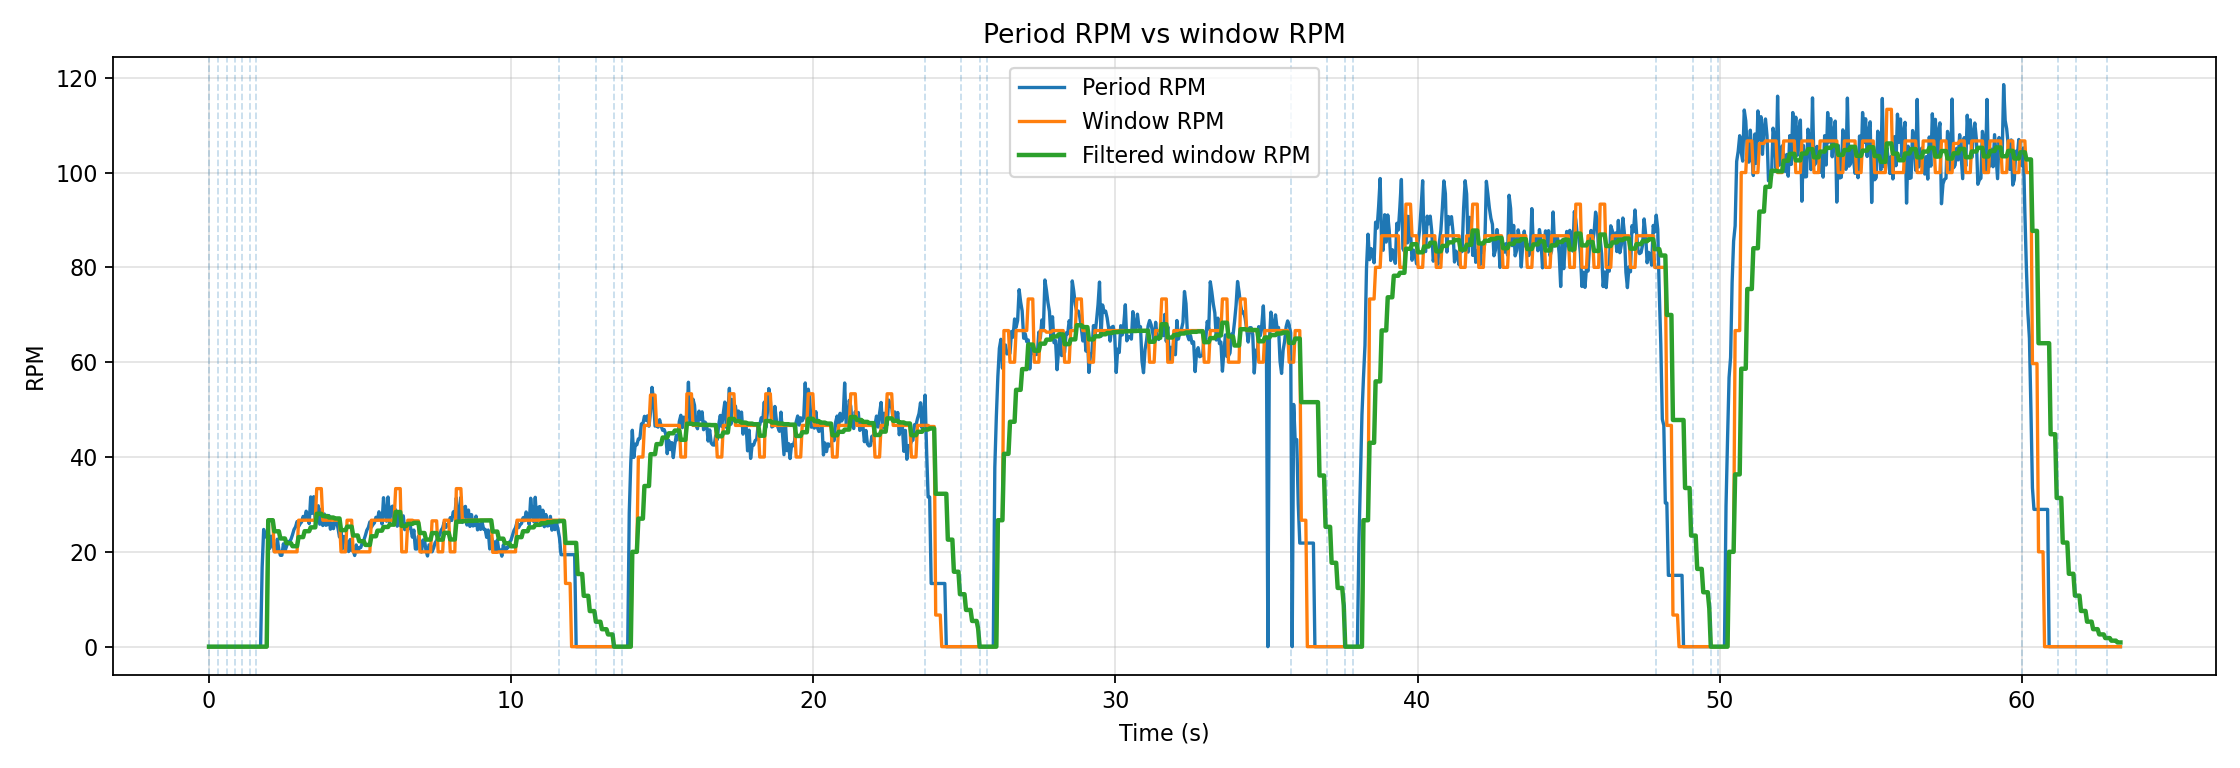 Period RPM vs window RPM
120
100
80
60
40
20
0
RPM
Period RPM
Window RPM
Filtered window RPM
0 10 20 30 40 50 60
Time (s)